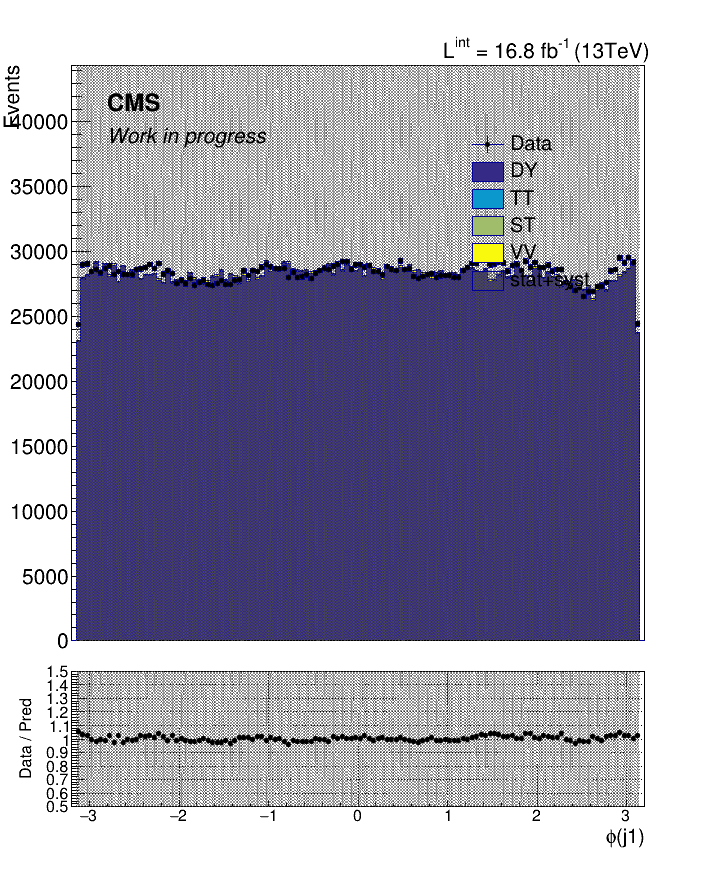 L^int = 16.8 fb^-1 (13TeV)
Events
CMS
Work in progress
Data
DY
TT
ST
VV
stat+syst
40000
35000
30000
25000
20000
15000
10000
5000
0
Data / Pred
1.5
1.4
1.3
1.2
1.1
1
0.9
0.8
0.7
0.6
0.5
−3 −2 −1 0 1 2 3
ϕ(j1)